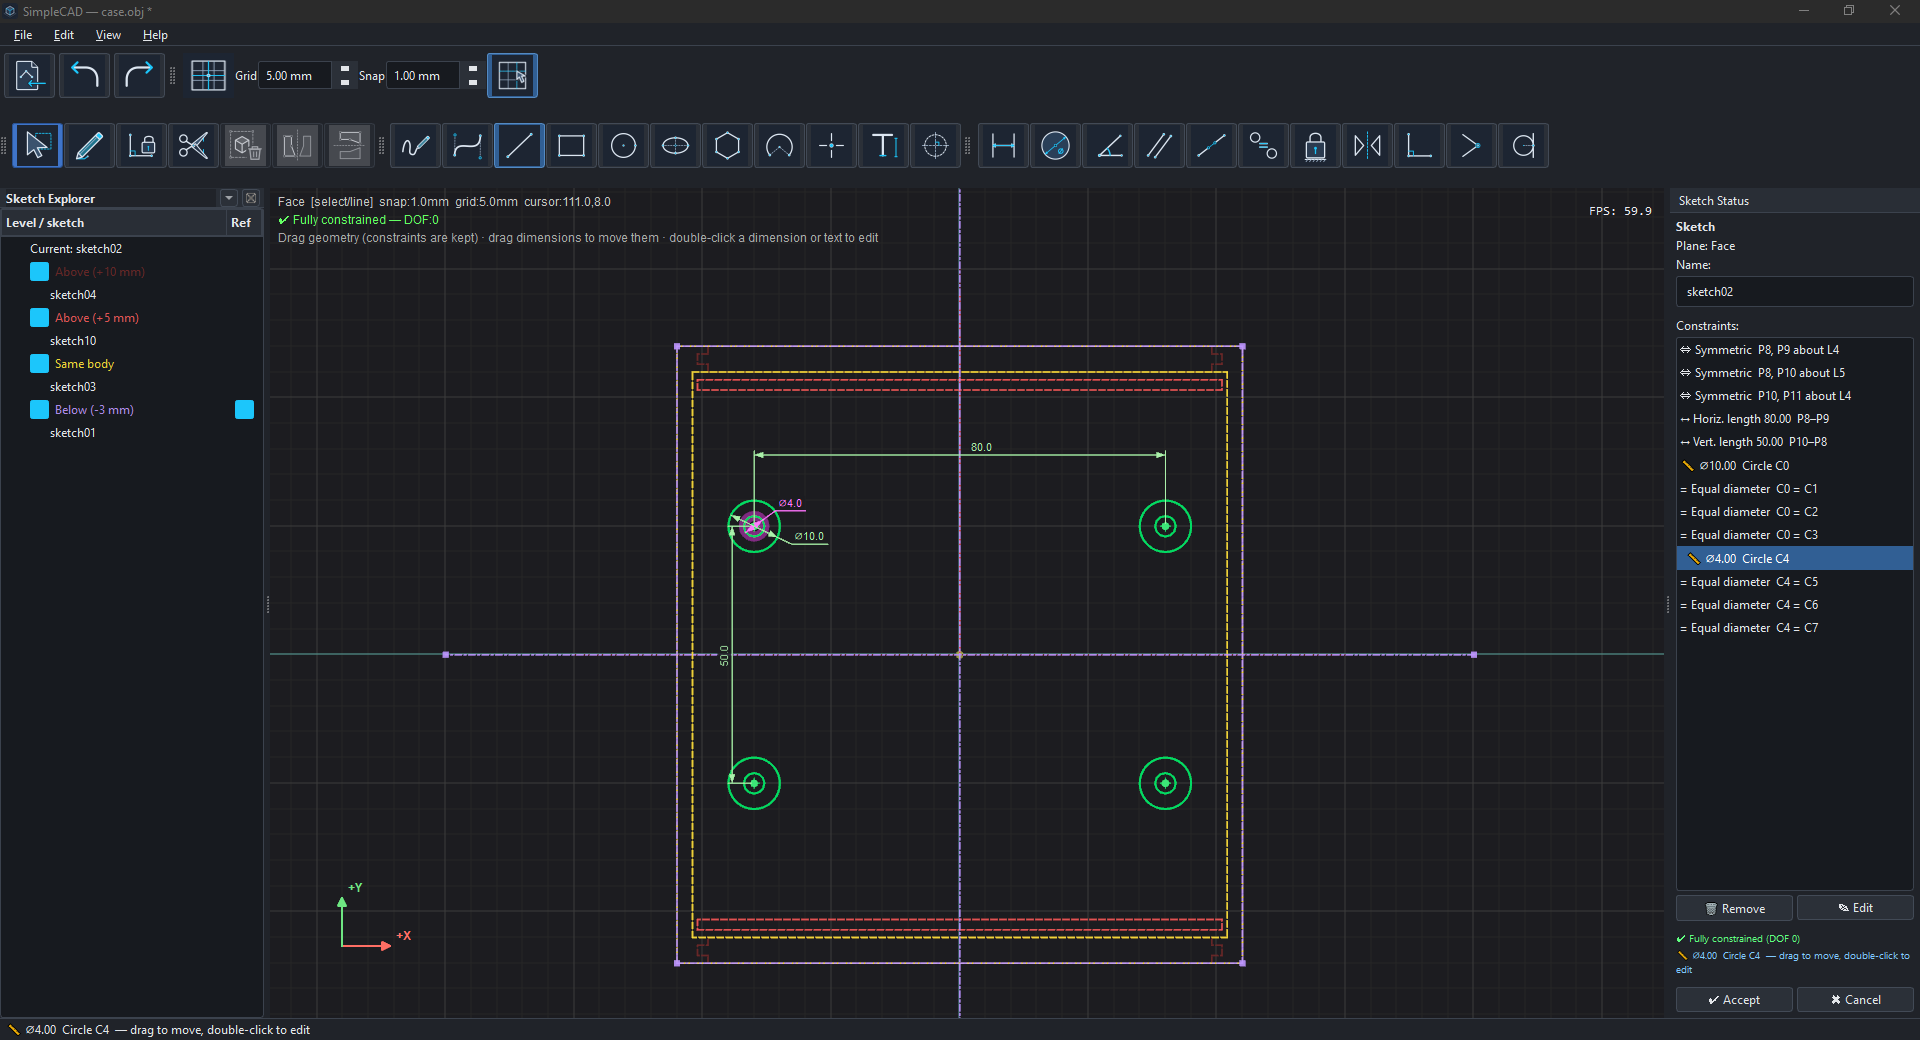 SimpleCAD — case.obj *
File Edit View Help
Grid 5.00 mm Snap 1.00 mm
Sketch Explorer
Level / sketch Ref
Current: sketch02
Above (+10 mm)
sketch04
Above (+5 mm)
sketch10
Same body
sketch03
Below (-3 mm)
sketch01
Face [select/line] snap:1.0mm grid:5.0mm cursor:111.0,8.0
✔ Fully constrained — DOF:0
Drag geometry (constraints are kept) · drag dimensions to move them · double-click a dimension or text to edit
FPS: 59.9
80.0
⌀4.0
⌀10.0
50.0
+Y
+X
Sketch Status
Sketch
Plane: Face
Name:
sketch02
Constraints:
⇔ Symmetric P8, P9 about L4
⇔ Symmetric P8, P10 about L5
⇔ Symmetric P10, P11 about L4
↔ Horiz. length 80.00 P8–P9
↔ Vert. length 50.00 P10–P8
📏 ⌀10.00 Circle C0
= Equal diameter C0 = C1
= Equal diameter C0 = C2
= Equal diameter C0 = C3
📏 ⌀4.00 Circle C4
= Equal diameter C4 = C5
= Equal diameter C4 = C6
= Equal diameter C4 = C7
🗑 Remove ✎ Edit
✔ Fully constrained (DOF 0)
📏 ⌀4.00 Circle C4 — drag to move, double-click to
edit
✔ Accept ✖ Cancel
📏 ⌀4.00 Circle C4 — drag to move, double-click to edit